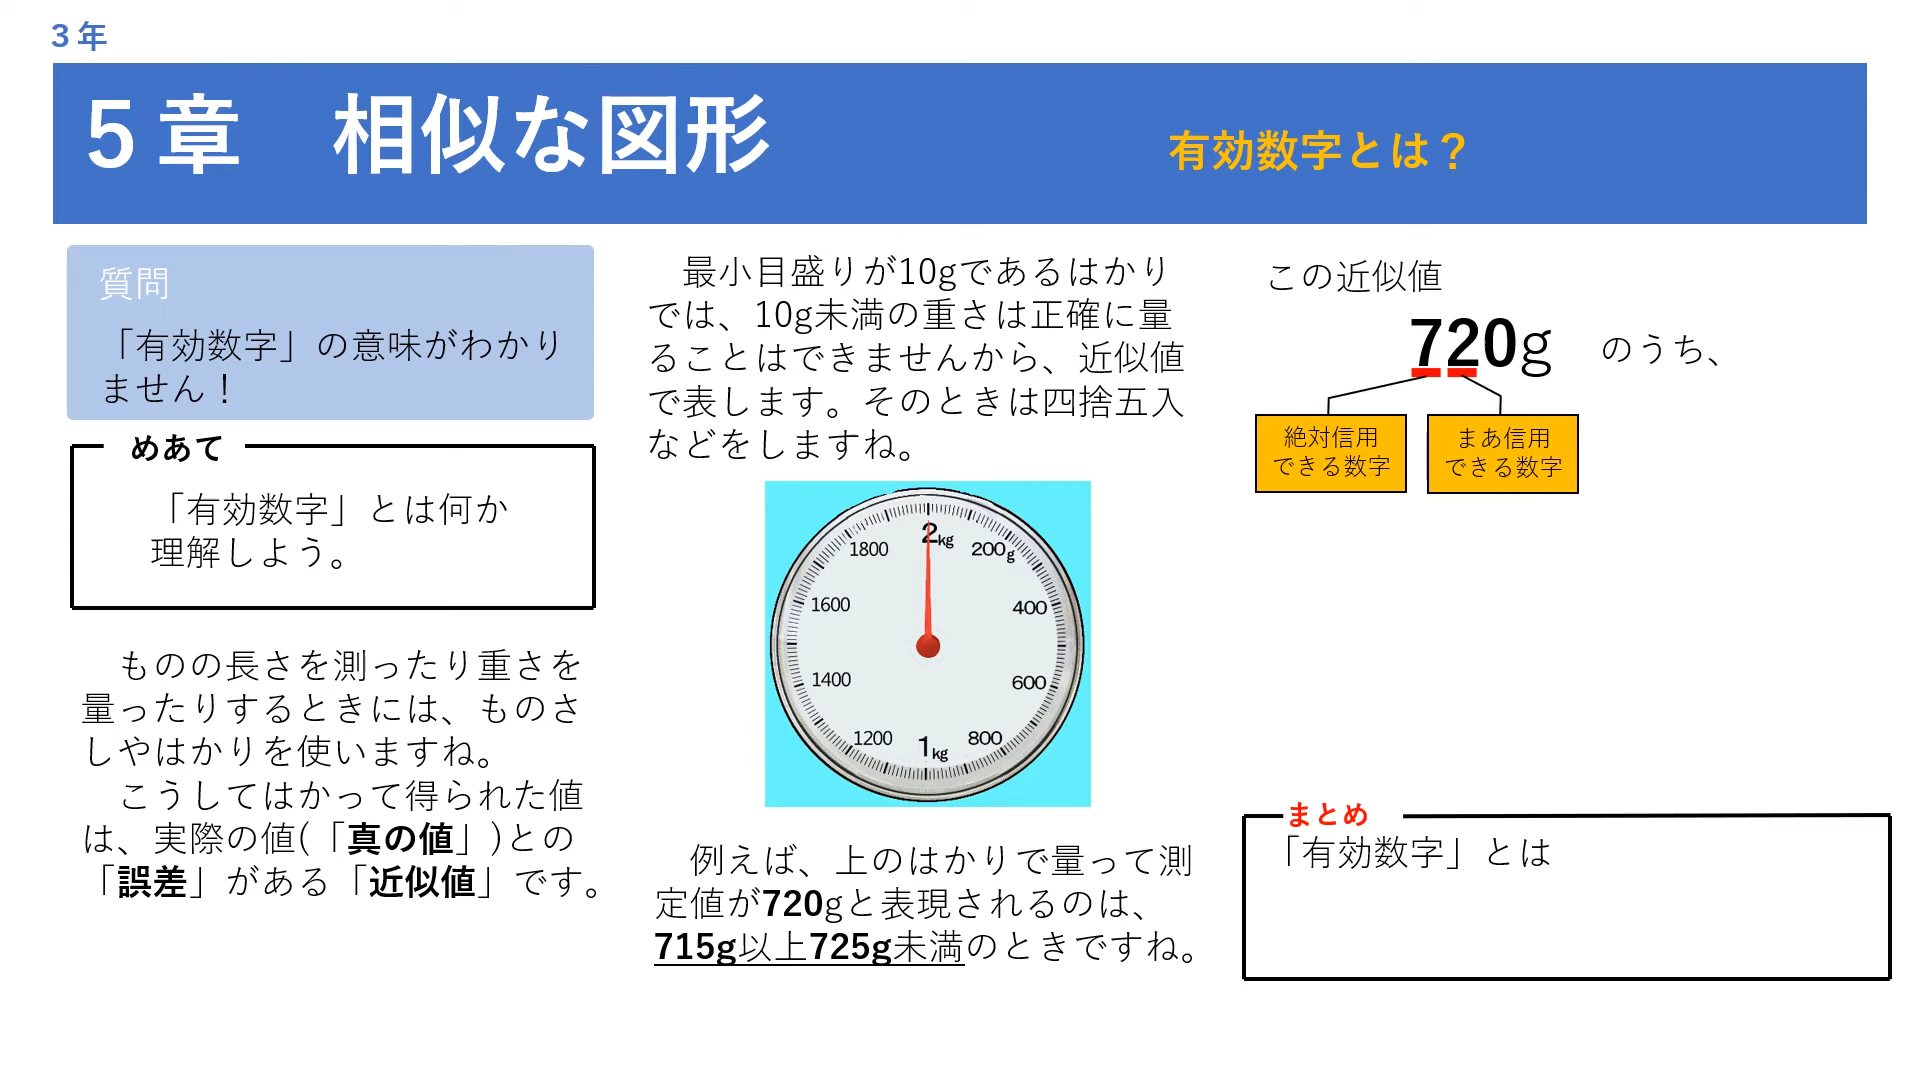 ３年
５章　相似な図形
有効数字とは？
質問
「有効数字」の意味がわかり
ません！
めあて
「有効数字」とは何か
理解しよう。
ものの長さを測ったり重さを
量ったりするときには、ものさ
しやはかりを使いますね。
こうしてはかって得られた値
は、実際の値(「真の値」)との
「誤差」がある「近似値」です。
最小目盛りが10gであるはかり
では、10g未満の重さは正確に量
ることはできませんから、近似値
で表します。そのときは四捨五入
などをしますね。
2kg
200g
400
600
800
1kg
1200
1400
1600
1800
例えば、上のはかりで量って測
定値が720gと表現されるのは、
715g以上725g未満のときですね。
この近似値
720g のうち、
絶対信用
できる数字
まあ信用
できる数字
まとめ
「有効数字」とは